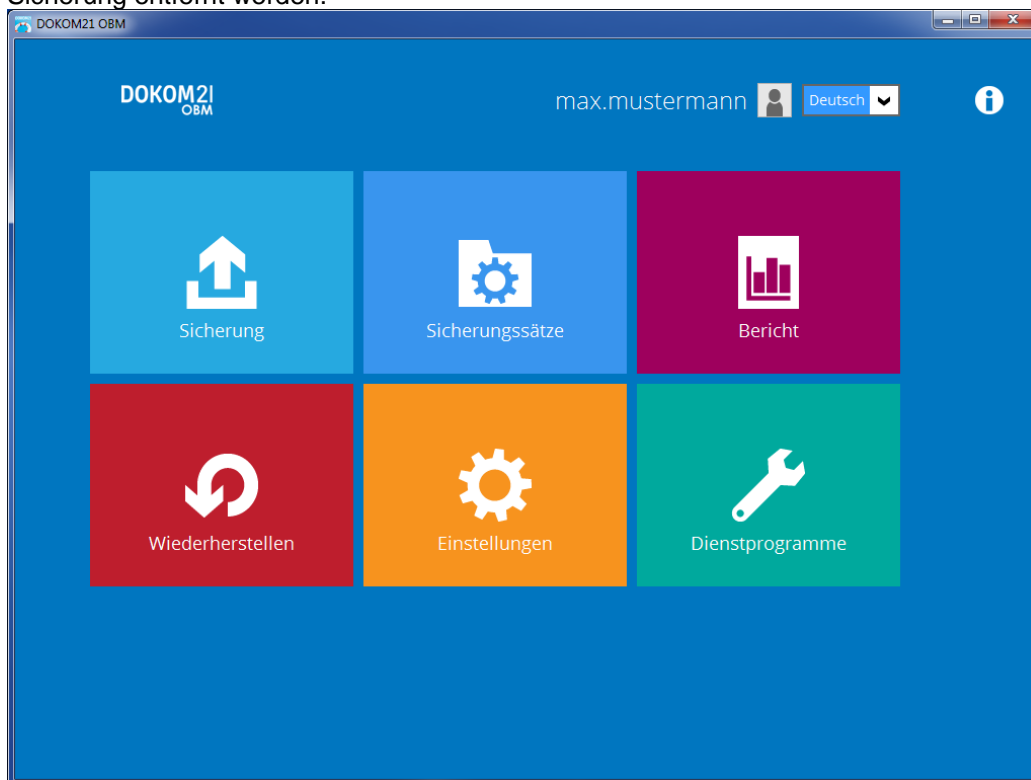 Sicherung entfernt werden.
DOKOM21 OBM
DOKOM21
OBM
max.mustermann Deutsch
Sicherung Sicherungssätze Bericht
Wiederherstellen Einstellungen Dienstprogramme